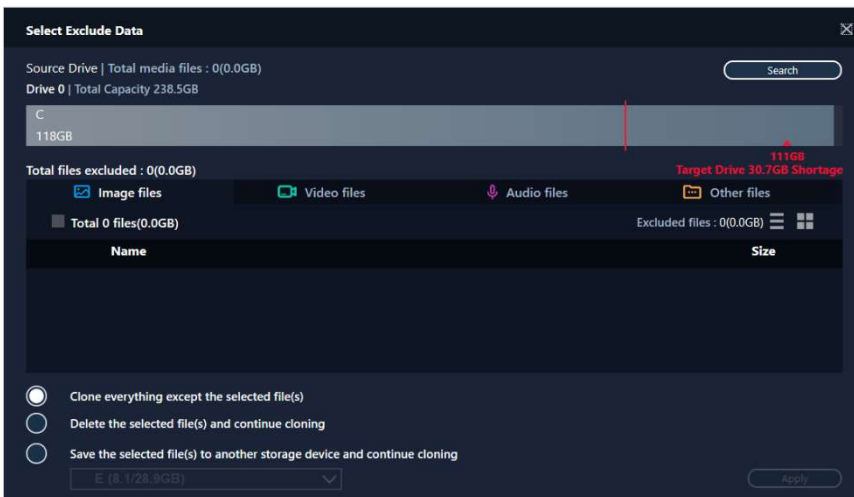 Select Exclude Data
Source Drive | Total media files : 0(0.0GB)
Search
Drive 0 | Total Capacity 238.5GB
C
118GB
111GB
Total files excluded : 0(0.0GB)
Target Drive 30.7GB Shortage
Image files
Video files
Audio files
Other files
Total 0 files(0.0GB)
Excluded files : 0(0.0GB)
Name
Size
Clone everything except the selected file(s)
Delete the selected file(s) and continue cloning
Save the selected file(s) to another storage device and continue cloning
E (8.1/28.9GB)
Apply